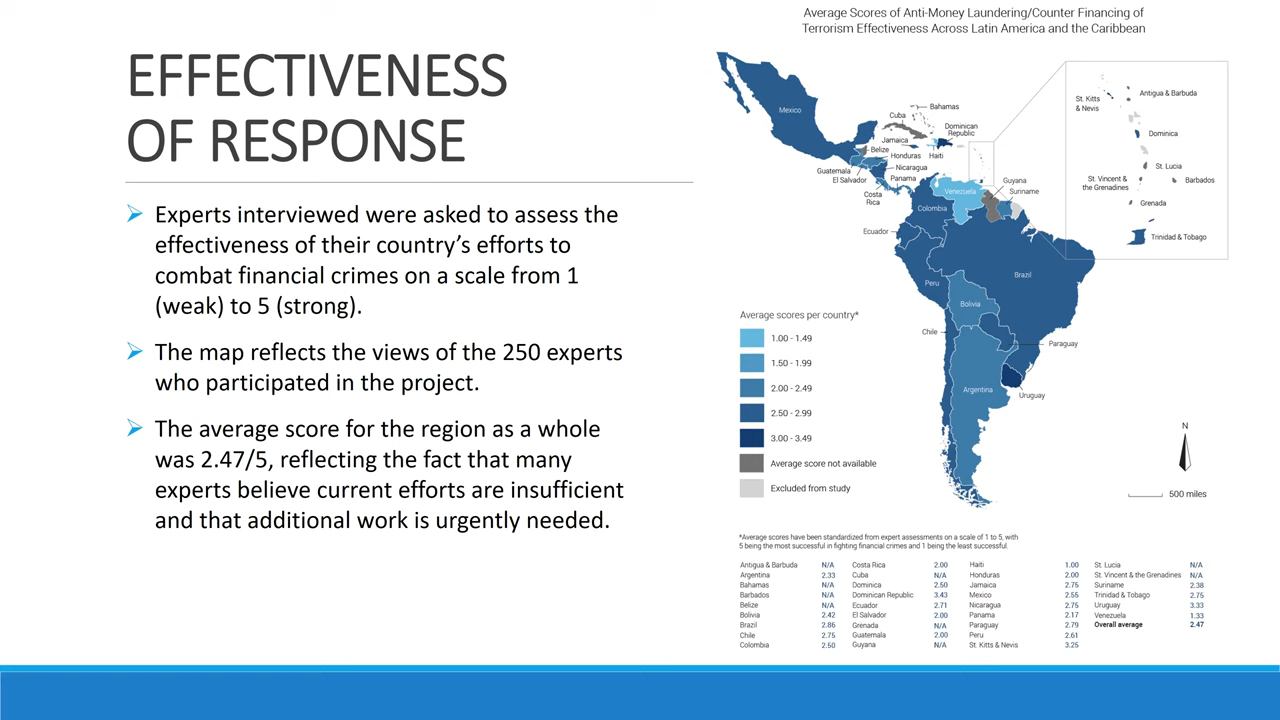 EFFECTIVENESS
OF RESPONSE
Experts interviewed were asked to assess the
effectiveness of their country’s efforts to
combat financial crimes on a scale from 1
(weak) to 5 (strong).
The map reflects the views of the 250 experts
who participated in the project.
The average score for the region as a whole
was 2.47/5, reflecting the fact that many
experts believe current efforts are insufficient
and that additional work is urgently needed.
Average Scores of Anti-Money Laundering/Counter Financing of
Terrorism Effectiveness Across Latin America and the Caribbean
Mexico
Bahamas
Cuba
Dominican
Republic
Jamaica
Belize
Honduras
Haiti
Guatemala
Nicaragua
El Salvador
Panama
Costa
Rica
Venezuela
Guyana
Suriname
Colombia
Ecuador
Brazil
Peru
Bolivia
Chile
Paraguay
Argentina
Uruguay
St. Kitts
& Nevis
Antigua & Barbuda
Dominica
St. Lucia
St. Vincent &
the Grenadines
Barbados
Grenada
Trinidad & Tobago
Average scores per country*
1.00 - 1.49
1.50 - 1.99
2.00 - 2.49
2.50 - 2.99
3.00 - 3.49
Average score not available
Excluded from study
N
500 miles
*Average scores have been standardized from expert assessments on a scale of 1 to 5, with
5 being the most successful in fighting financial crimes and 1 being the least successful.
Antigua & Barbuda N/A
Argentina 2.33
Bahamas N/A
Barbados N/A
Belize N/A
Bolivia 2.42
Brazil 2.86
Chile 2.75
Colombia 2.50
Costa Rica 2.00
Cuba N/A
Dominica 2.50
Dominican Republic 3.43
Ecuador 2.71
El Salvador 2.00
Grenada N/A
Guatemala 2.00
Guyana N/A
Haiti 1.00
Honduras 2.00
Jamaica 2.75
Mexico 2.55
Nicaragua 2.75
Panama 2.17
Paraguay 2.79
Peru 2.61
St. Kitts & Nevis 3.25
St. Lucia N/A
St. Vincent & the Grenadines N/A
Suriname 2.38
Trinidad & Tobago 2.75
Uruguay 3.33
Venezuela 1.33
Overall average 2.47